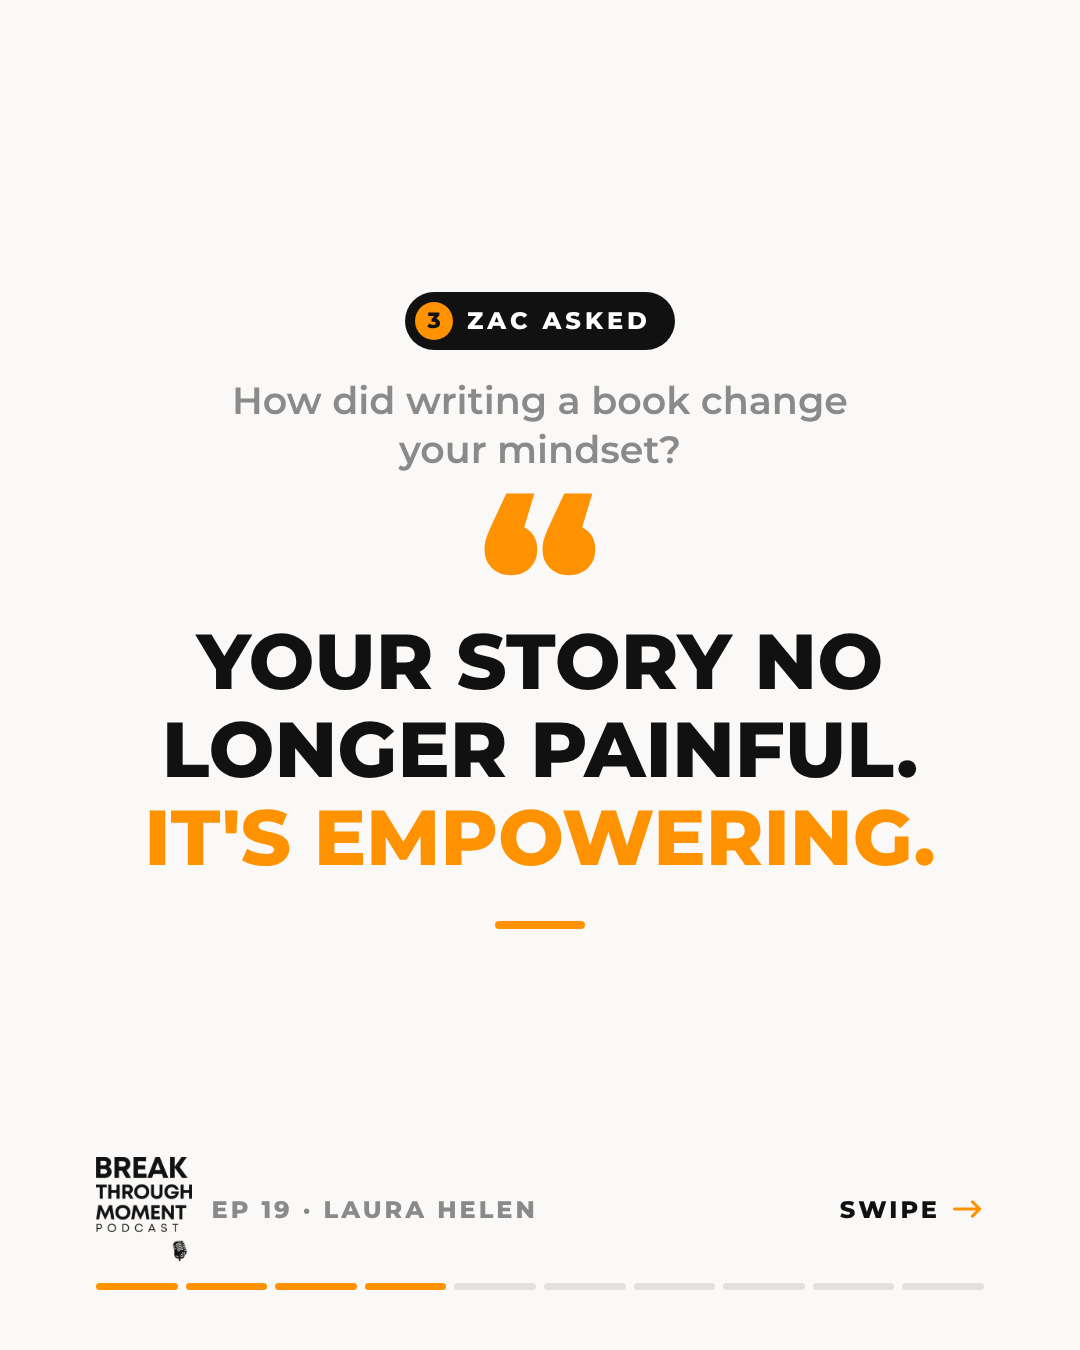 3 ZAC ASKED
How did writing a book change
your mindset?
“
YOUR STORY NO
LONGER PAINFUL.
IT'S EMPOWERING.
BREAK
THROUGH
MOMENT
PODCAST
EP 19 · LAURA HELEN
SWIPE →